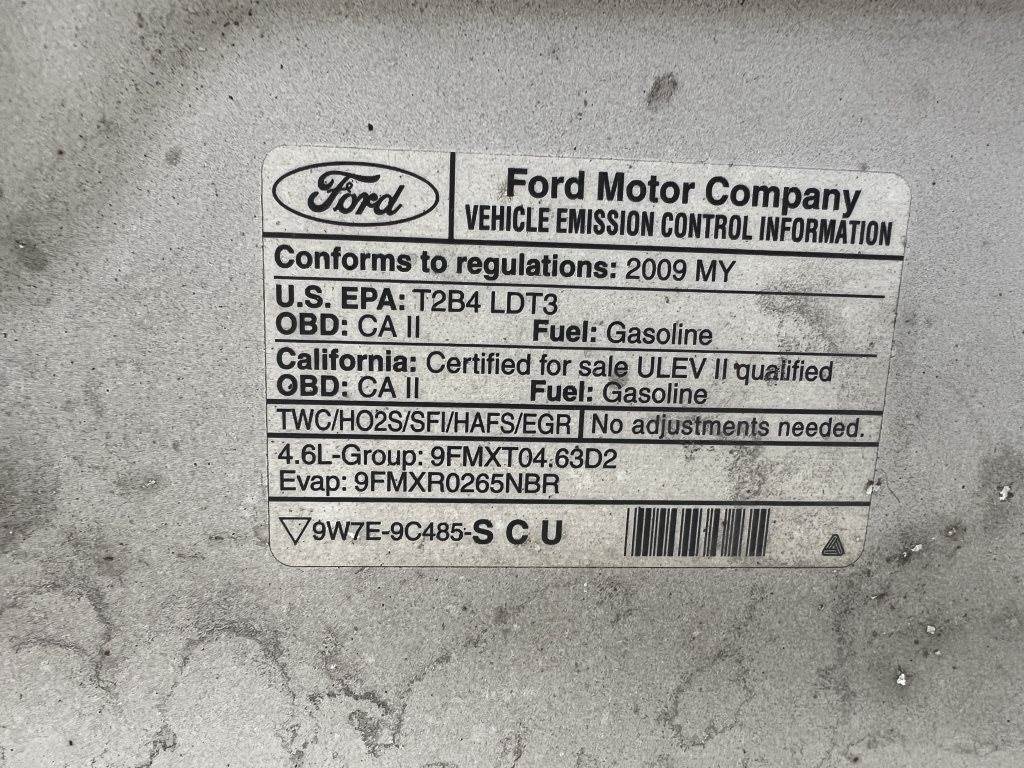 Ford
Ford Motor Company
VEHICLE EMISSION CONTROL INFORMATION
Conforms to regulations: 2009 MY
U.S. EPA: T2B4 LDT3
OBD: CA II Fuel: Gasoline
California: Certified for sale ULEV II qualified
OBD: CA II Fuel: Gasoline
TWC/HO2S/SFI/HAFS/EGR No adjustments needed.
4.6L-Group: 9FMXT04.63D2
Evap: 9FMXR0265NBR
9W7E-9C485-S C U